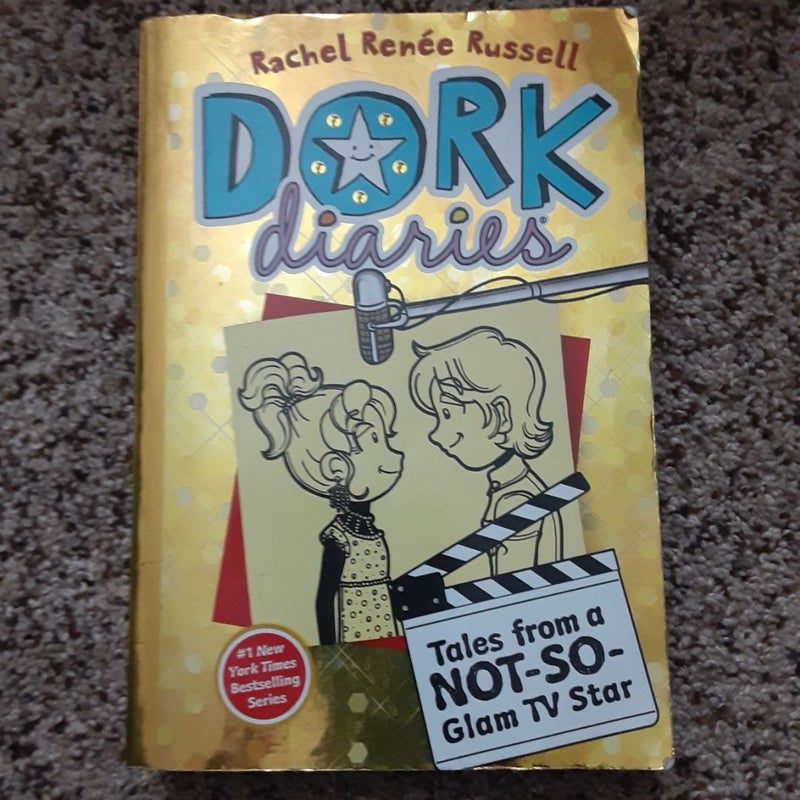 Rachel Renée Russell
DORK
diaries®
#1 New
York Times
Bestselling
Series
Tales from a
NOT-SO-
Glam TV Star